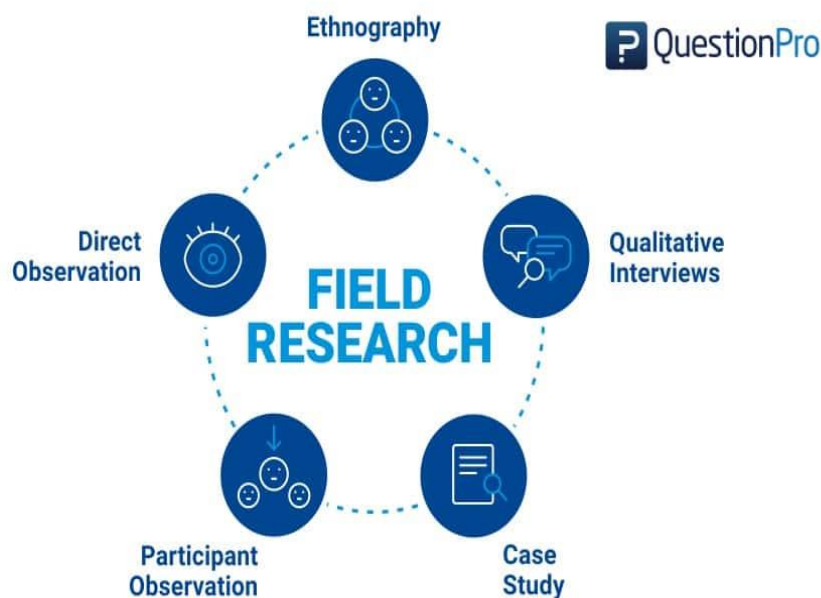 Ethnography
QuestionPro
Direct
Observation
Qualitative
Interviews
FIELD
RESEARCH
Participant
Observation
Case
Study